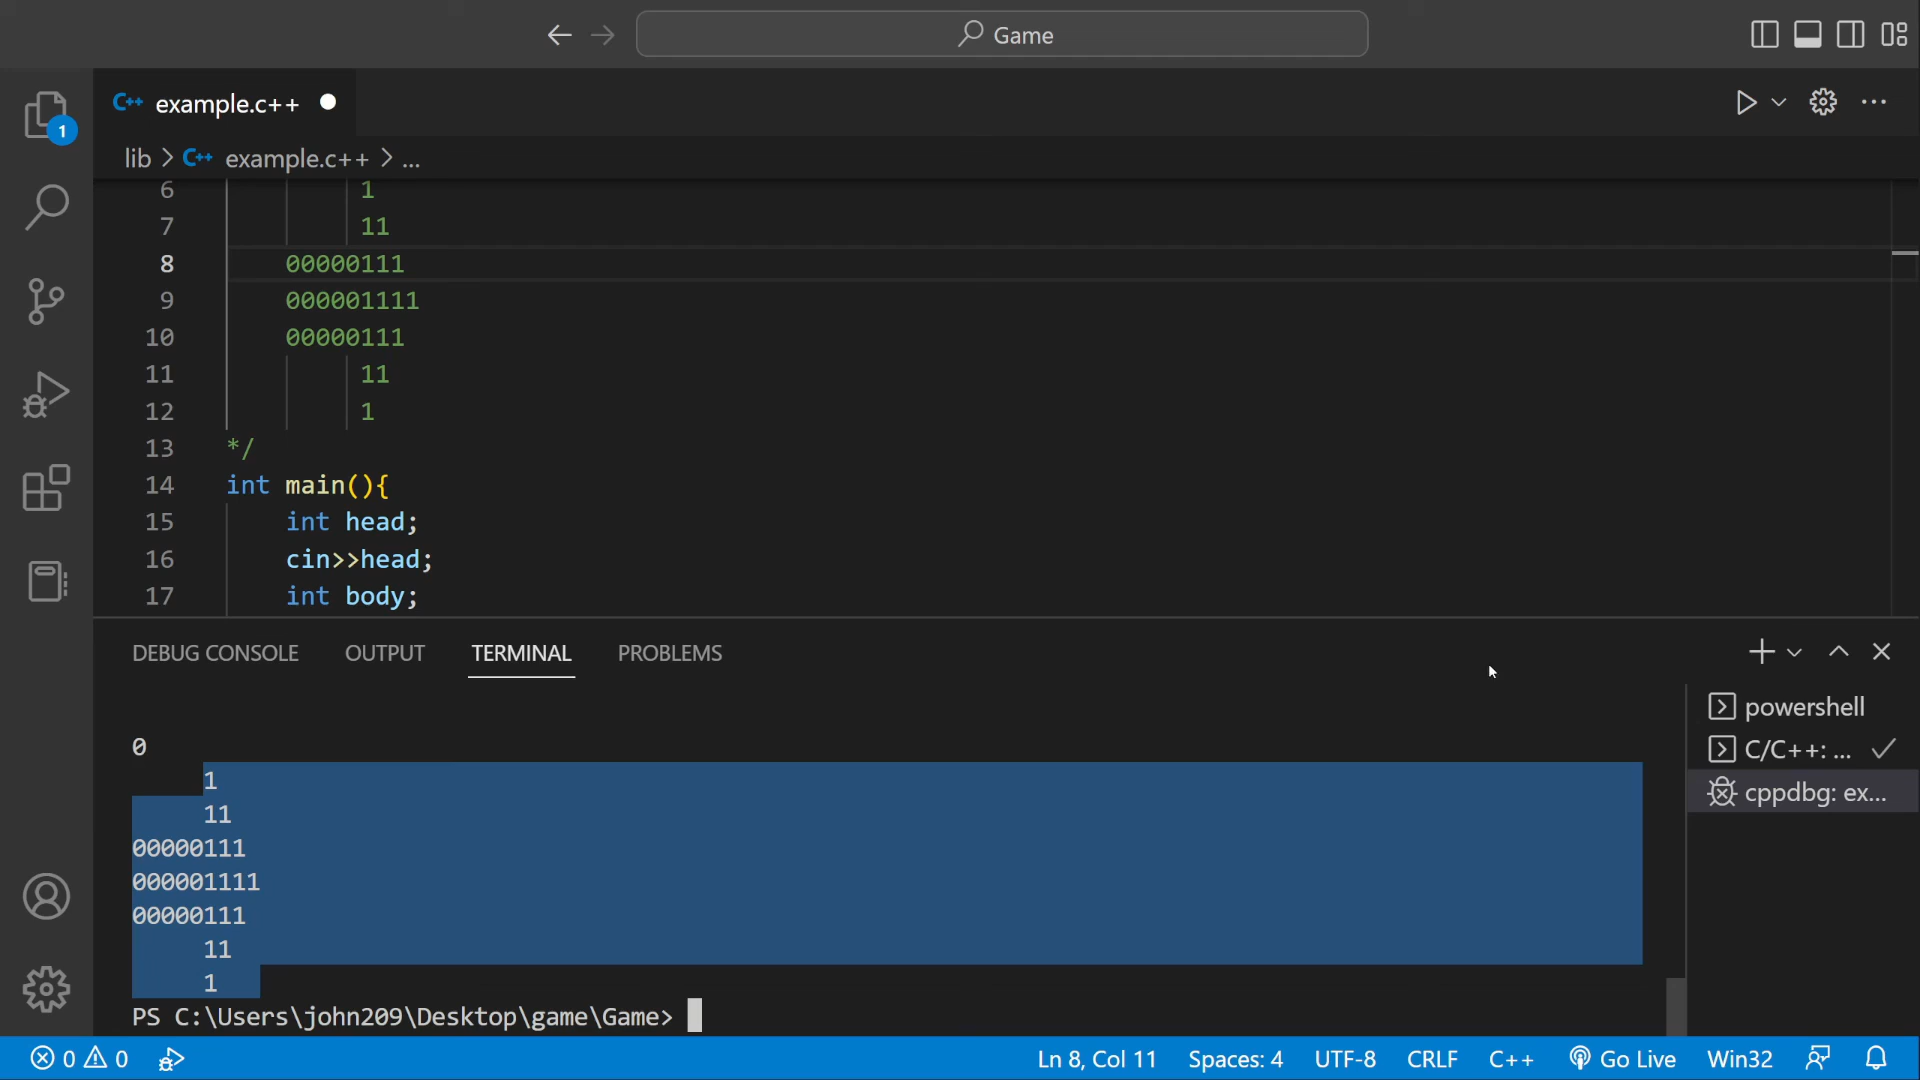 Game
C++ example.c++
1
lib > C++ example.c++ > ...
6 1
7 11
8 00000111
9 000001111
10 00000111
11 11
12 1
13 */
14 int main(){
15 int head;
16 cin>>head;
17 int body;
DEBUG CONSOLE OUTPUT TERMINAL PROBLEMS
0
1
11
00000111
000001111
00000111
11
1
PS C:\Users\john209\Desktop\game\Game>
powershell
C/C++: ...
cppdbg: ex...
0 0 Ln 8, Col 11 Spaces: 4 UTF-8 CRLF C++ Go Live Win32